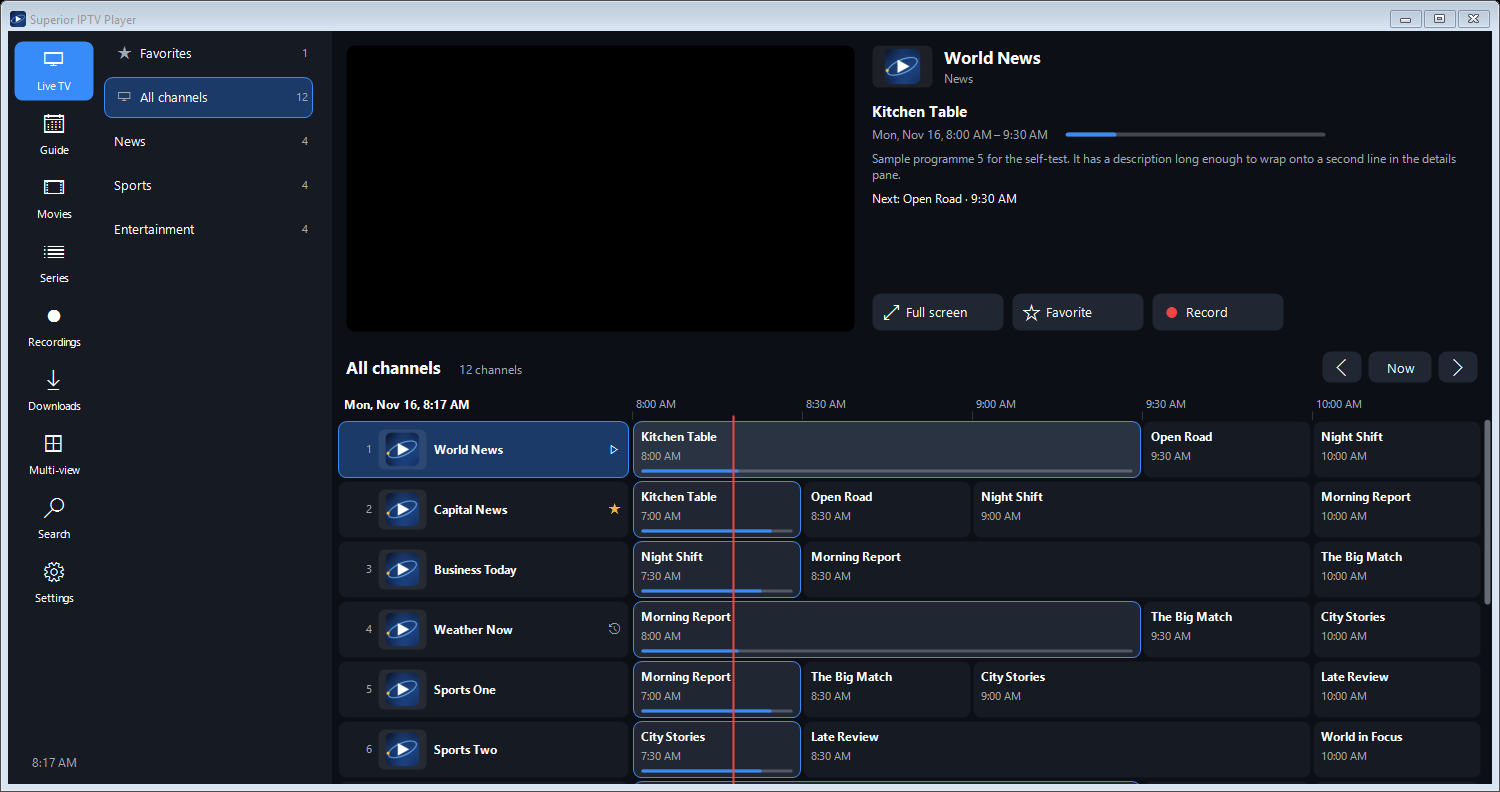 Superior IPTV Player
Live TV
Guide
Movies
Series
Recordings
Downloads
Multi-view
Search
Settings
8:17 AM
Favorites 1
All channels 12
News 4
Sports 4
Entertainment 4
World News
News
Kitchen Table
Mon, Nov 16, 8:00 AM – 9:30 AM
Sample programme 5 for the self-test. It has a description long enough to wrap onto a second line in the details
pane.
Next: Open Road · 9:30 AM
Full screen
Favorite
Record
All channels 12 channels
Now
Mon, Nov 16, 8:17 AM 8:00 AM 8:30 AM 9:00 AM 9:30 AM 10:00 AM
1 World News
Kitchen Table Open Road Night Shift
8:00 AM 9:30 AM 10:00 AM
2 Capital News
Kitchen Table Open Road Night Shift Morning Report
7:00 AM 8:30 AM 9:00 AM 10:00 AM
3 Business Today
Night Shift Morning Report The Big Match
7:30 AM 8:30 AM 10:00 AM
4 Weather Now
Morning Report The Big Match City Stories
8:00 AM 9:30 AM 10:00 AM
5 Sports One
Morning Report The Big Match City Stories Late Review
7:00 AM 8:30 AM 9:00 AM 10:00 AM
6 Sports Two
City Stories Late Review World in Focus
7:30 AM 8:30 AM 10:00 AM